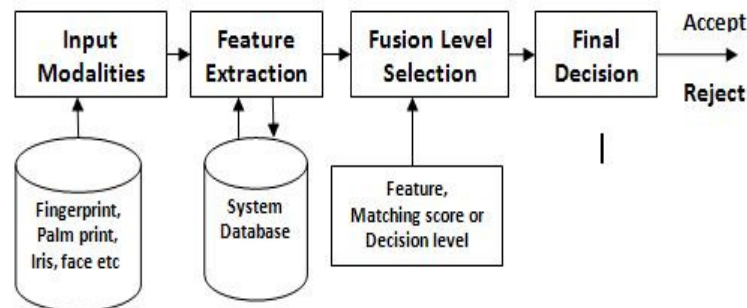 Input
Modalities
Feature
Extraction
Fusion Level
Selection
Final
Decision
Accept
Reject
Fingerprint,
Palm print,
Iris, face etc
System
Database
Feature,
Matching score or
Decision level